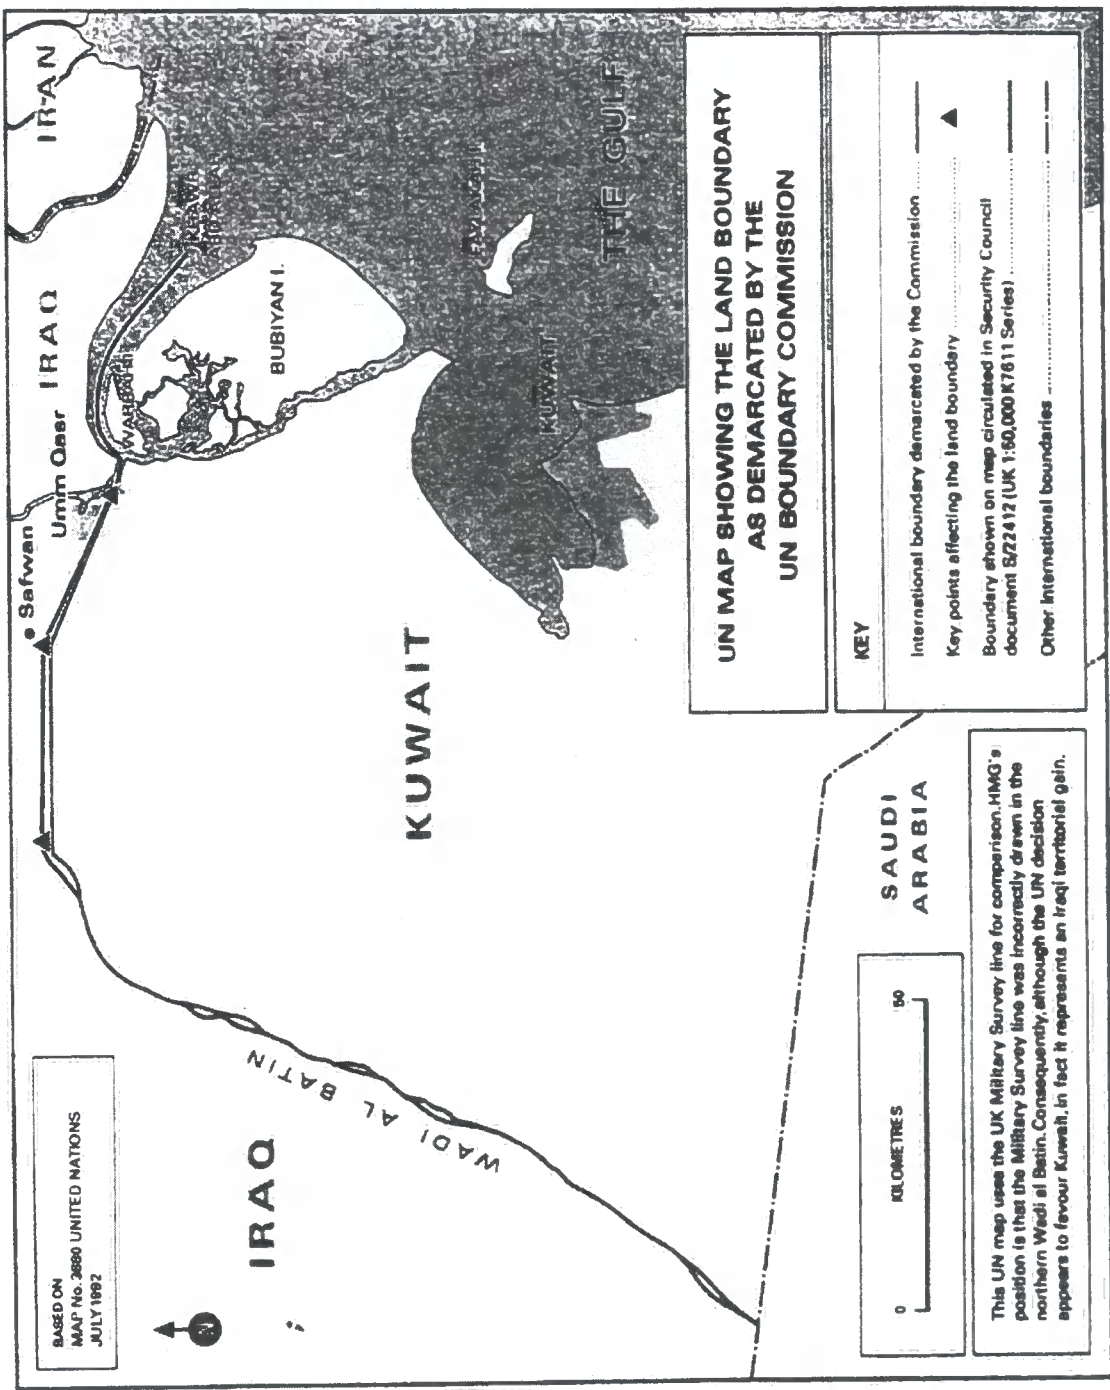 BASED ON
MAP No. 3680 UNITED NATIONS
JULY 1992
N
IRAQ
WADI AL BATIN
Safwan
Umm Qasr
IRAQ
IRAN
WARBAH I.
BUBIYAN I.
KHAWR
KUWAIT
KUWAIT
THE GULF
SAUDI
ARABIA
KILOMETRES
0 50
This UN map uses the UK Military Survey line for comparison. HMG's
position is that the Military Survey line was incorrectly drawn in the
northern Wadi al Batin. Consequently, although the UN decision
appears to favour Kuwait, in fact it represents an Iraqi territorial gain.
UN MAP SHOWING THE LAND BOUNDARY
AS DEMARCATED BY THE
UN BOUNDARY COMMISSION
KEY
International boundary demarcated by the Commission
Key points affecting the land boundary
Boundary shown on map circulated in Security Council
document S/22412 (UK 1:50,000 K7611 Series)
Other International boundaries